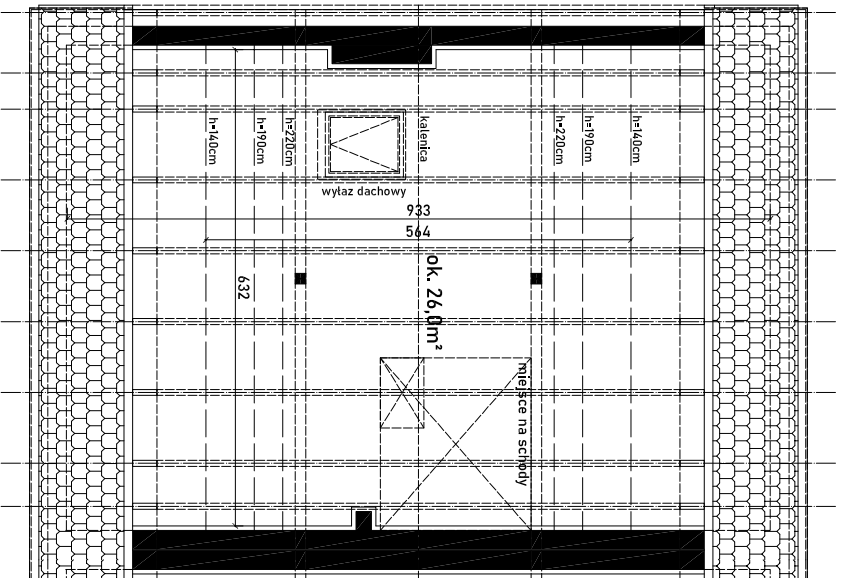 h=140cm
h=190cm
h=220cm
kalenica
h=220cm
h=190cm
h=140cm
wyłaz dachowy
933
564
632
ok. 26,0m²
miejsce na schody